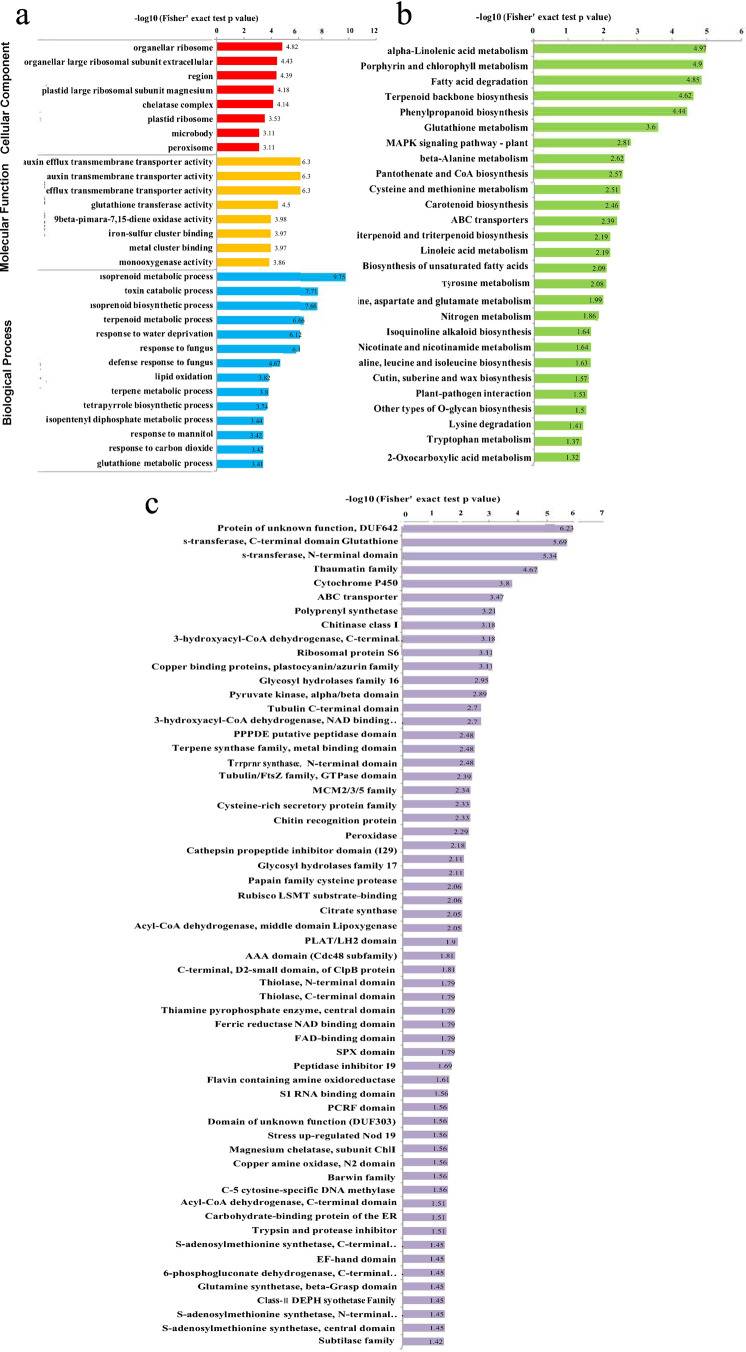 a
-log10 (Fisher' exact test p value)
0 2 4 6 8 10 12
Cellular Component
organellar ribosome 4.82
organellar large ribosomal subunit extracellular 4.43
region 4.39
plastid large ribosomal subunit magnesium 4.18
chelatase complex 4.14
plastid ribosome 3.53
microbody 3.11
peroxisome 3.11
Molecular Function
auxin efflux transmembrane transporter activity 6.3
auxin transmembrane transporter activity 6.3
efflux transmembrane transporter activity 6.3
glutathione transferase activity 4.5
9beta-pimara-7,15-diene oxidase activity 3.98
iron-sulfur cluster binding 3.97
metal cluster binding 3.97
monooxygenase activity 3.86
Biological Process
isoprenoid metabolic process 9.75
toxin catabolic process 7.71
isoprenoid biosynthetic process 7.66
terpenoid metabolic process 6.66
response to water deprivation 6.12
response to fungus
defense response to fungus 4.67
lipid oxidation 3.82
terpene metabolic process 3.8
tetrapyrrole biosynthetic process 3.74
isopentenyl diphosphate metabolic process 3.44
response to mannitol 3.42
response to carbon dioxide 3.42
glutathione metabolic process 3.41
b
-log10 (Fisher' exact test p value)
0 1 2 3 4 5 6
alpha-Linolenic acid metabolism 4.97
Porphyrin and chlorophyll metabolism 4.9
Fatty acid degradation 4.85
Terpenoid backbone biosynthesis 4.62
Phenylpropanoid biosynthesis 4.44
Glutathione metabolism 3.6
MAPK signaling pathway - plant 2.81
beta-Alanine metabolism 2.62
Pantothenate and CoA biosynthesis 2.57
Cysteine and methionine metabolism 2.51
Carotenoid biosynthesis 2.46
ABC transporters 2.39
iterpenoid and triterpenoid biosynthesis 2.19
Linoleic acid metabolism 2.19
Biosynthesis of unsaturated fatty acids 2.09
Tyrosine metabolism 2.08
ine, aspartate and glutamate metabolism 1.99
Nitrogen metabolism 1.86
Isoquinoline alkaloid biosynthesis 1.64
Nicotinate and nicotinamide metabolism 1.64
aline, leucine and isoleucine biosynthesis 1.63
Cutin, suberine and wax biosynthesis 1.57
Plant-pathogen interaction 1.53
Other types of O-glycan biosynthesis 1.5
Lysine degradation 1.41
Tryptophan metabolism 1.37
2-Oxocarboxylic acid metabolism 1.32
c
-log10 (Fisher' exact test p value)
0 1 2 3 4 5 6 7
Protein of unknown function, DUF642 6.23
s-transferase, C-terminal domain Glutathione 5.69
s-transferase, N-terminal domain 5.34
Thaumatin family 4.67
Cytochrome P450 3.8
ABC transporter 3.47
Polyprenyl synthetase 3.21
Chitinase class I 3.18
3-hydroxyacyl-CoA dehydrogenase, C-terminal.. 3.18
Ribosomal protein S6 3.11
Copper binding proteins, plastocyanin/azurin family 3.11
Glycosyl hydrolases family 16 2.95
Pyruvate kinase, alpha/beta domain 2.89
Tubulin C-terminal domain 2.7
3-hydroxyacyl-CoA dehydrogenase, NAD binding.. 2.7
PPPDE putative peptidase domain 2.48
Terpene synthase family, metal binding domain 2.48
Trrprnr synthase, N-terminal domain 2.48
Tubulin/FtsZ family, GTPase domain 2.39
MCM2/3/5 family 2.34
Cysteine-rich secretory protein family 2.33
Chitin recognition protein 2.33
Peroxidase 2.29
Cathepsin propeptide inhibitor domain (I29) 2.18
2.11
Glycosyl hydrolases family 17 2.11
Papain family cysteine protease 2.06
Rubisco LSMT substrate-binding 2.06
Citrate synthase 2.05
Acyl-CoA dehydrogenase, middle domain Lipoxygenase 2.05
PLAT/LH2 domain 1.9
AAA domain (Cdc48 subfamily) 1.81
C-terminal, D2-small domain, of ClpB protein 1.81
Thiolase, N-terminal domain 1.79
Thiolase, C-terminal domain 1.79
Thiamine pyrophosphate enzyme, central domain 1.79
Ferric reductase NAD binding domain 1.79
FAD-binding domain 1.79
SPX domain 1.79
Peptidase inhibitor I9 1.69
Flavin containing amine oxidoreductase 1.61
S1 RNA binding domain 1.56
PCRF domain 1.56
Domain of unknown function (DUF303) 1.56
Stress up-regulated Nod 19 1.56
Magnesium chelatase, subunit ChlI 1.56
Copper amine oxidase, N2 domain 1.56
Barwin family 1.56
C-5 cytosine-specific DNA methylase 1.56
Acyl-CoA dehydrogenase, C-terminal domain 1.51
Carbohydrate-binding protein of the ER 1.51
Trypsin and protease inhibitor 1.51
S-adenosylmethionine synthetase, C-terminal.. 1.45
EF-hand domain 1.45
6-phosphogluconate dehydrogenase, C-terminal.. 1.45
Glutamine synthetase, beta-Grasp domain 1.45
Class-II DEPH syothetase Fatnily 1.45
S-adenosylmethionine synthetase, N-terminal.. 1.45
S-adenosylmethionine synthetase, central domain 1.45
Subtilase family 1.42